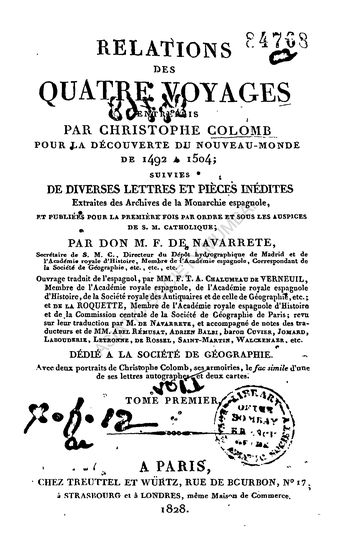 RELATIONS
84768
DES
QUATRE VOYAGES
ENTREPRIS
PAR CHRISTOPHE COLOMB
POUR LA DÉCOUVERTE DU NOUVEAU-MONDE
DE 1492 A 1504;
SUIVIES
DE DIVERSES LETTRES ET PIÈCES INÉDITES
Extraites des Archives de la Monarchie espagnole,
ET PUBLIÉES POUR LA PREMIÈRE FOIS PAR ORDRE ET SOUS LES AUSPICES
DE S. M. CATHOLIQUE;
PAR DON M. F. DE NAVARRETE,
Secrétaire de S. M. C., Directeur du Dépôt hydrographique de Madrid et de
l'Académie royale d'Histoire, Membre de l'Académie espagnole, Correspondant de
la Société de Géographie, etc., etc., etc.
Ouvrage traduit de l'espagnol, par MM. F. T. A. CHALUMEAU DE VERNEUIL,
Membre de l'Académie royale espagnole, de l'Académie royale espagnole
d'Histoire, de la Société royale des Antiquaires et de celle de Géographie, etc.;
et DE LA ROQUETTE, Membre de l'Académie royale espagnole d'Histoire
et de la Commission centrale de la Société de Géographie de Paris; revu
sur leur traduction par M. DE NAVARRETE, et accompagné de notes des tra-
ducteurs et de MM. ABEL RÉMUSAT, ADRIEN BALBI, baron CUVIER, JOMARD,
LABOUDERIE, LETRONNE, DE ROSSEL, SAINT-MARTIN, WALCKENAER, etc.
DÉDIÉ A LA SOCIÉTÉ DE GÉOGRAPHIE.
Avec deux portraits de Christophe Colomb, ses armoiries, le fac simile d'une
de ses lettres autographes, et deux cartes.
Vol I
TOME PREMIER.
LIBRARY
OF THE
BOMBAY
A PARIS,
CHEZ TREUTTEL ET WÜRTZ, RUE DE BOURBON, Nº 17;
à STRASBOURG et à LONDRES, même Maison de Commerce.
1828.